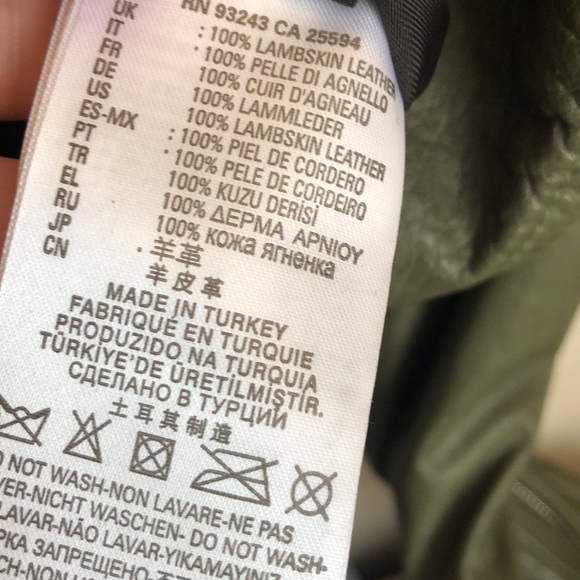 RN 93243 CA 25594
UK : 100% LAMBSKIN LEATHER
IT : 100% PELLE DI AGNELLO
FR 100% CUIR D'AGNEAU
DE 100% LAMMLEDER
US 100% LAMBSKIN LEATHER
ES-MX : 100% PIEL DE CORDERO
PT : 100% PELE DE CORDEIRO
TR 100% KUZU DERİSİ
EL 100% ΔΕΡΜΑ ΑΡΝΙΟΥ
RU 100% кожа ягненка
JP 羊革
CN 羊皮革
MADE IN TURKEY
FABRIQUÉ EN TURQUIE
PRODUZIDO NA TURQUIA
TÜRKİYE'DE ÜRETİLMİŞTİR.
СДЕЛАНО В ТУРЦИИ
土耳其制造
DO NOT WASH-NON LAVARE-NE PAS
VER-NICHT WASCHEN- DO NOT WASH-
LAVAR-NÃO LAVAR-YIKAMAYINIZ
РКА ЗАПРЕЩЕНО-